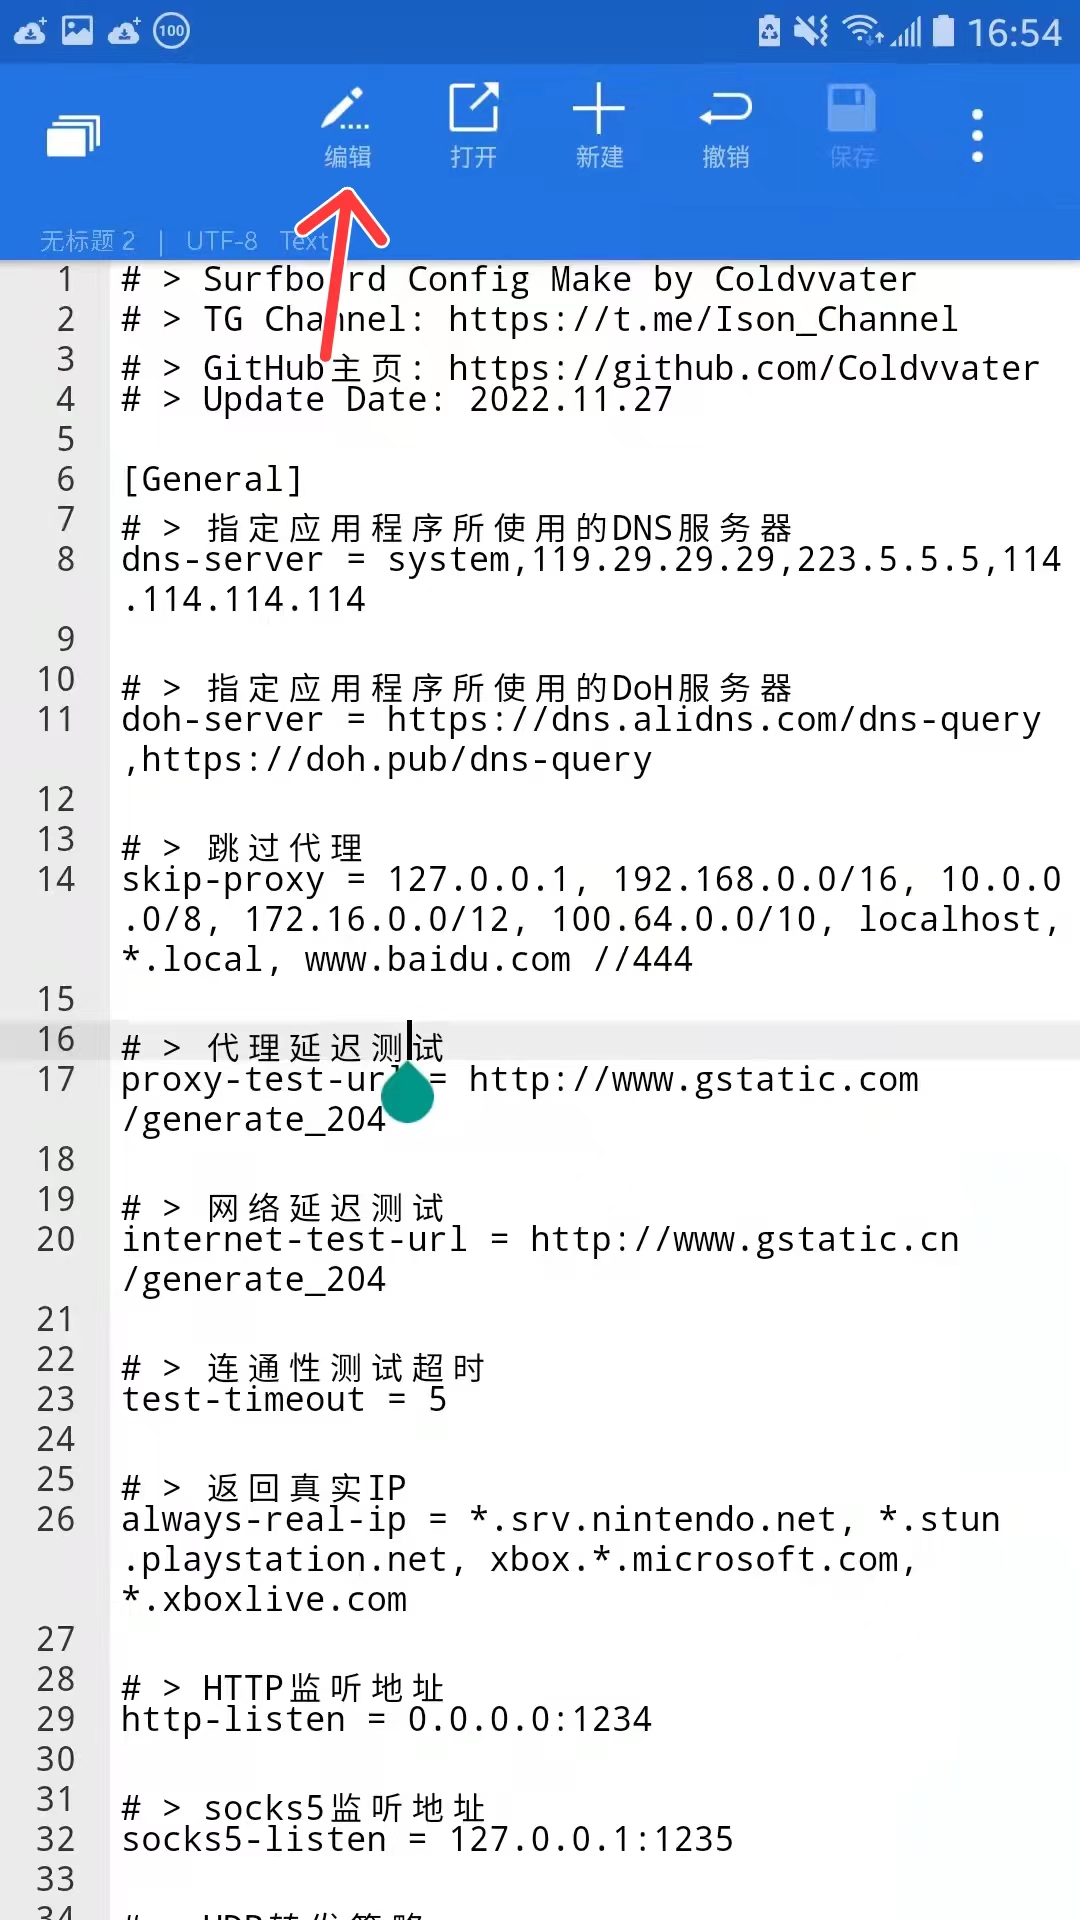 100 16:54
编辑 打开 新建 撤销 保存
无标题 2 | UTF-8 Text
1 # > Surfboard Config Make by Coldvvater
2 # > TG Channel: https://t.me/Ison_Channel
3 # > GitHub主页: https://github.com/Coldvvater
4 # > Update Date: 2022.11.27
5
6 [General]
7 # > 指定应用程序所使用的DNS服务器
8 dns-server = system,119.29.29.29,223.5.5.5,114
.114.114.114
9
10 # > 指定应用程序所使用的DoH服务器
11 doh-server = https://dns.alidns.com/dns-query
,https://doh.pub/dns-query
12
13 # > 跳过代理
14 skip-proxy = 127.0.0.1, 192.168.0.0/16, 10.0.0
.0/8, 172.16.0.0/12, 100.64.0.0/10, localhost,
*.local, www.baidu.com //444
15
16 # > 代理延迟测试
17 proxy-test-url = http://www.gstatic.com
/generate_204
18
19 # > 网络延迟测试
20 internet-test-url = http://www.gstatic.cn
/generate_204
21
22 # > 连通性测试超时
23 test-timeout = 5
24
25 # > 返回真实IP
26 always-real-ip = *.srv.nintendo.net, *.stun
.playstation.net, xbox.*.microsoft.com,
*.xboxlive.com
27
28 # > HTTP监听地址
29 http-listen = 0.0.0.0:1234
30
31 # > socks5监听地址
32 socks5-listen = 127.0.0.1:1235
33
34 # > UDP转发策略